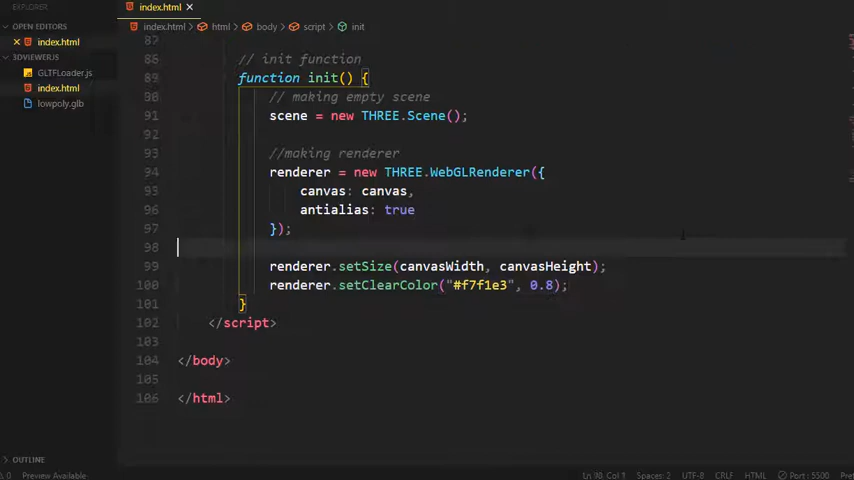 EXPLORER
index.html ×
OPEN EDITORS
index.html > html > body > script > init
× index.html
3DVIEWERJS
GLTFLoader.js
index.html
lowpoly.glb
87
88 // init function
89 function init() {
90 // making empty scene
91 scene = new THREE.Scene();
92
93 //making renderer
94 renderer = new THREE.WebGLRenderer({
95 canvas: canvas,
96 antialias: true
97 });
98
99 renderer.setSize(canvasWidth, canvasHeight);
100 renderer.setClearColor("#f7f1e3", 0.8);
101 }
102 </script>
103
104 </body>
105
106 </html>
OUTLINE
0 Preview Available
Ln 98, Col 1 Spaces: 2 UTF-8 CRLF HTML Port : 5500